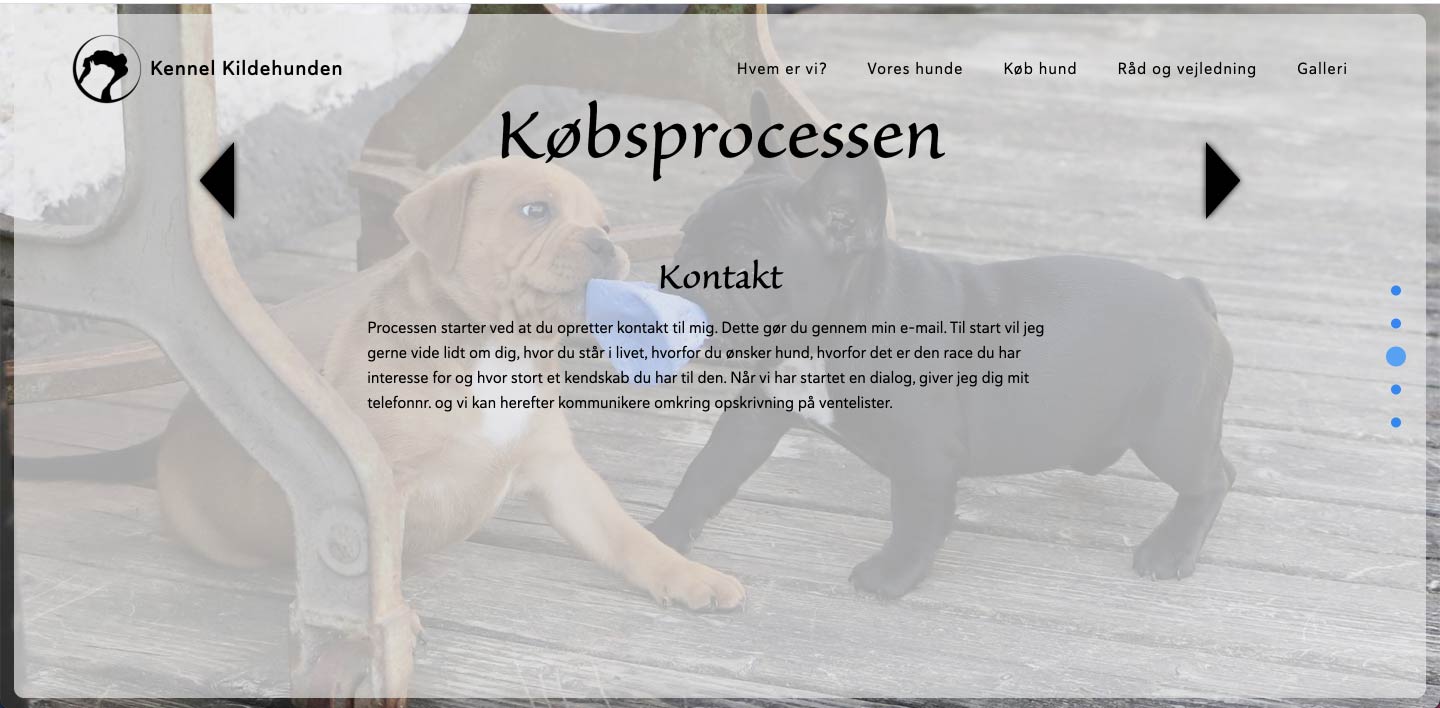 Kennel Kildehunden
Hvem er vi? Vores hunde Køb hund Råd og vejledning Galleri
Købsprocessen
Kontakt
Processen starter ved at du opretter kontakt til mig. Dette gør du gennem min e-mail. Til start vil jeg
gerne vide lidt om dig, hvor du står i livet, hvorfor du ønsker hund, hvorfor det er den race du har
interesse for og hvor stort et kendskab du har til den. Når vi har startet en dialog, giver jeg dig mit
telefonnr. og vi kan herefter kommunikere omkring opskrivning på ventelister.